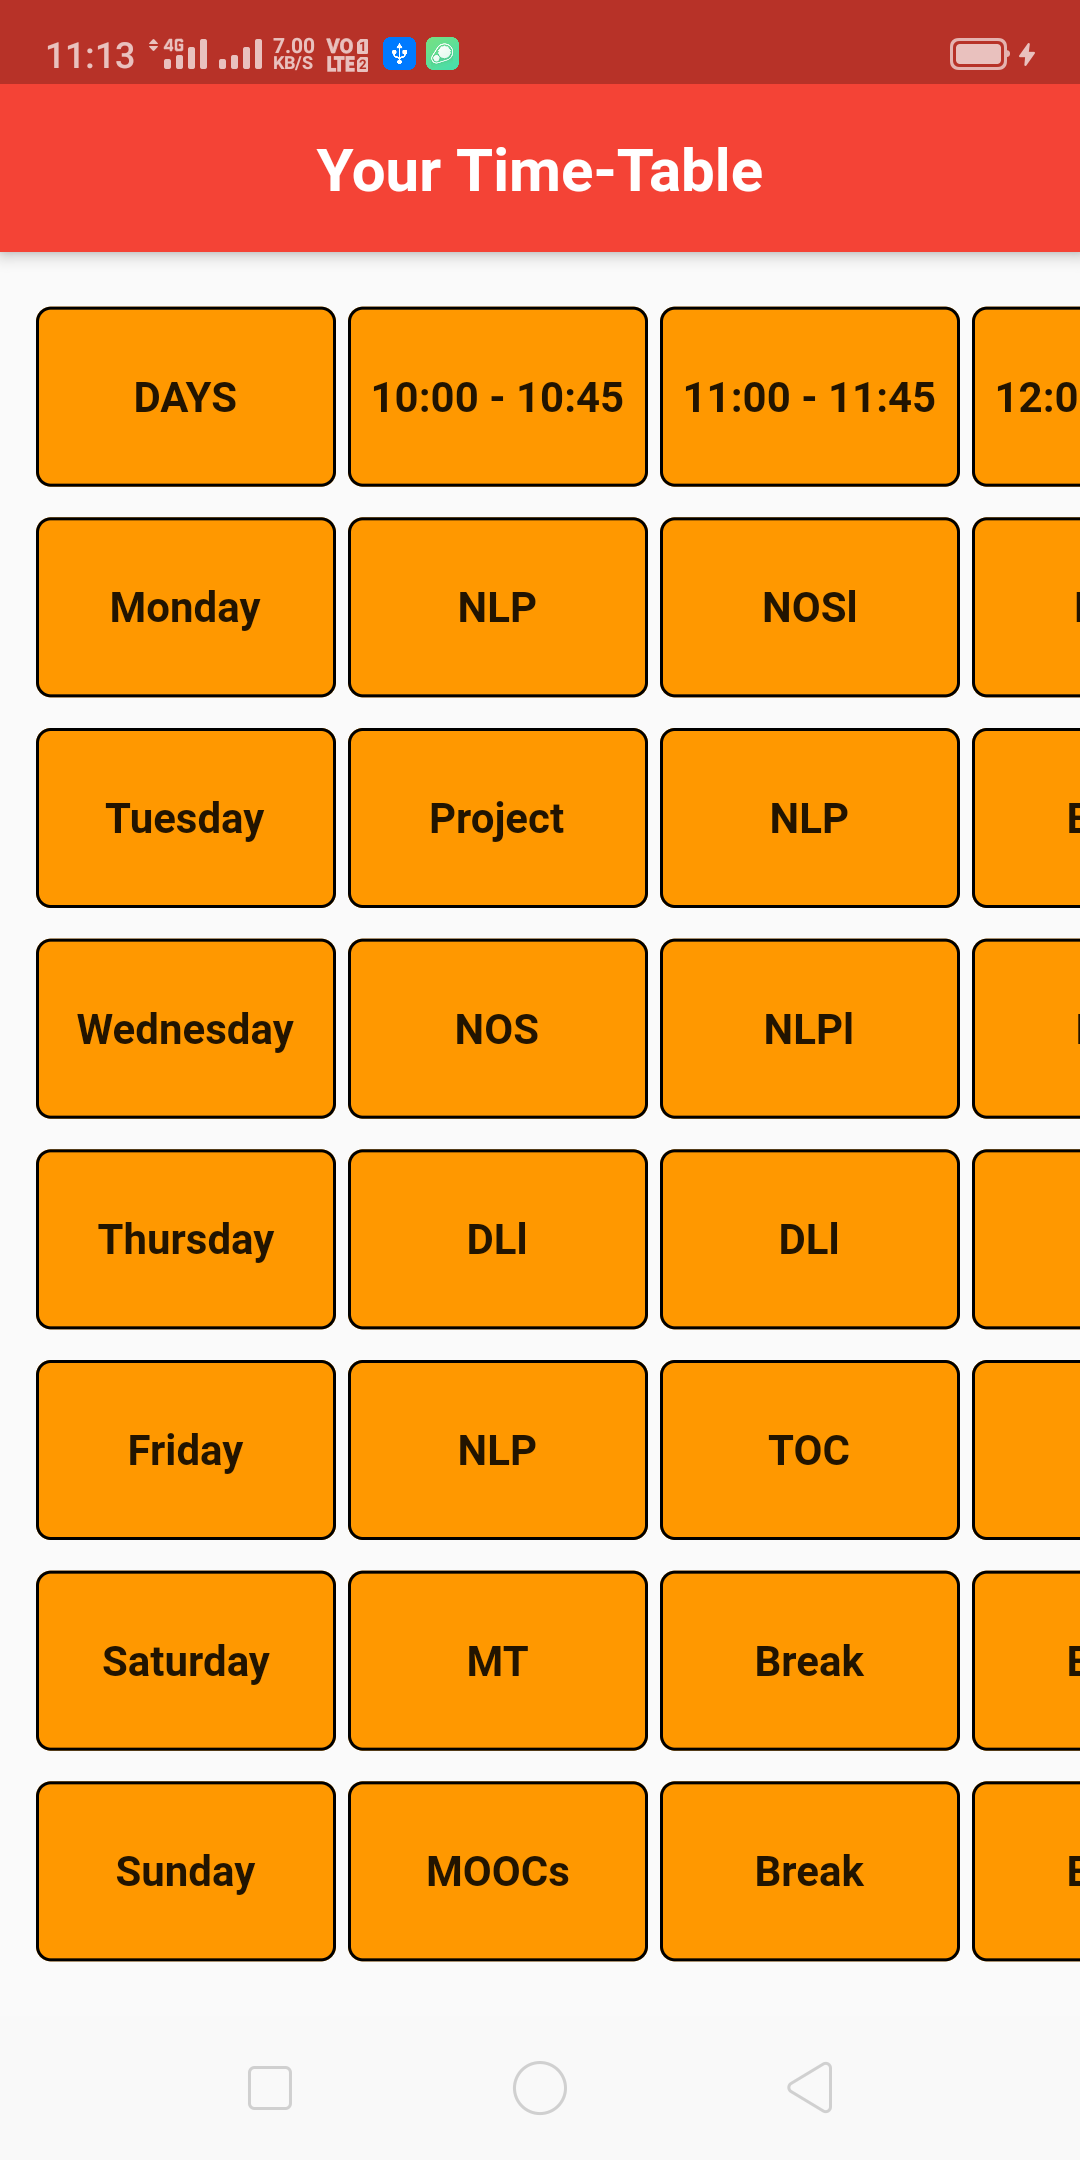 11:13 4G 7.00 KB/S VO LTE 1 2
Your Time-Table
DAYS 10:00 - 10:45 11:00 - 11:45 12:0
Monday NLP NOSl
Tuesday Project NLP
Wednesday NOS NLPl
Thursday DLl DLl
Friday NLP TOC
Saturday MT Break
Sunday MOOCs Break